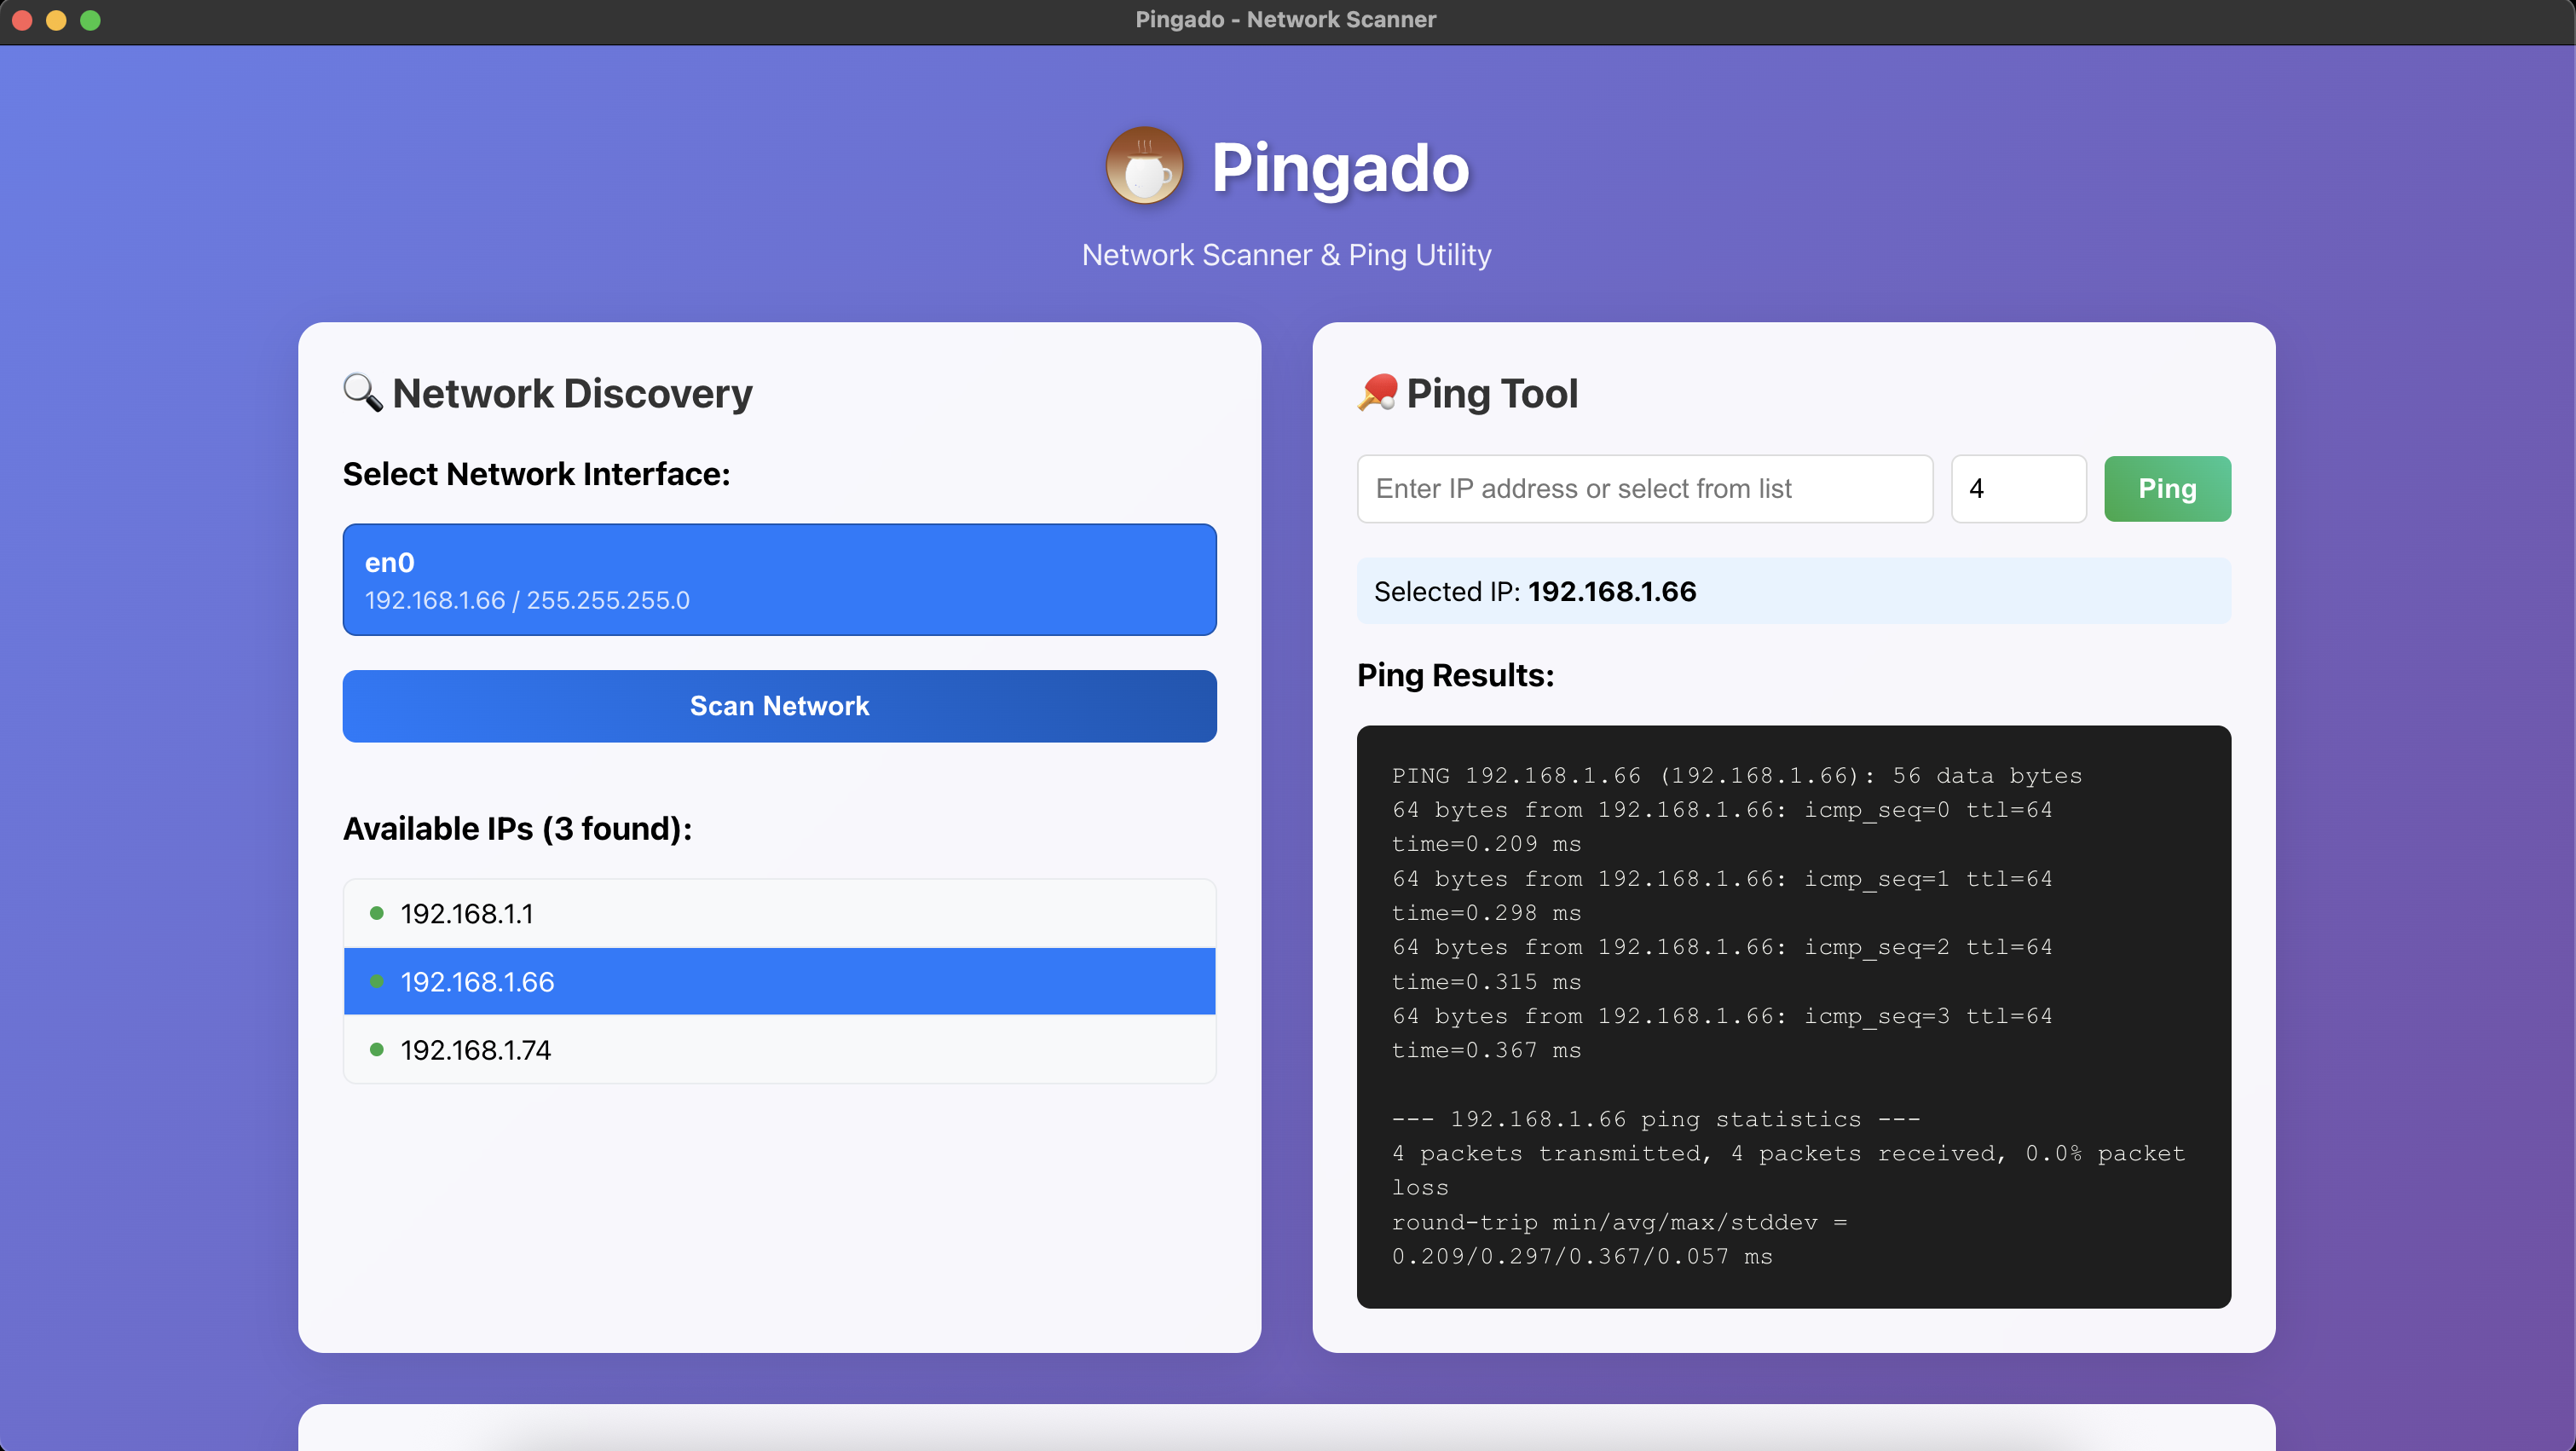 Pingado - Network Scanner
Pingado
Network Scanner & Ping Utility
Network Discovery
Select Network Interface:
en0
192.168.1.66 / 255.255.255.0
Scan Network
Available IPs (3 found):
192.168.1.1
192.168.1.66
192.168.1.74
Ping Tool
Enter IP address or select from list
4
Ping
Selected IP: 192.168.1.66
Ping Results:
PING 192.168.1.66 (192.168.1.66): 56 data bytes
64 bytes from 192.168.1.66: icmp_seq=0 ttl=64
time=0.209 ms
64 bytes from 192.168.1.66: icmp_seq=1 ttl=64
time=0.298 ms
64 bytes from 192.168.1.66: icmp_seq=2 ttl=64
time=0.315 ms
64 bytes from 192.168.1.66: icmp_seq=3 ttl=64
time=0.367 ms
--- 192.168.1.66 ping statistics ---
4 packets transmitted, 4 packets received, 0.0% packet
loss
round-trip min/avg/max/stddev =
0.209/0.297/0.367/0.057 ms